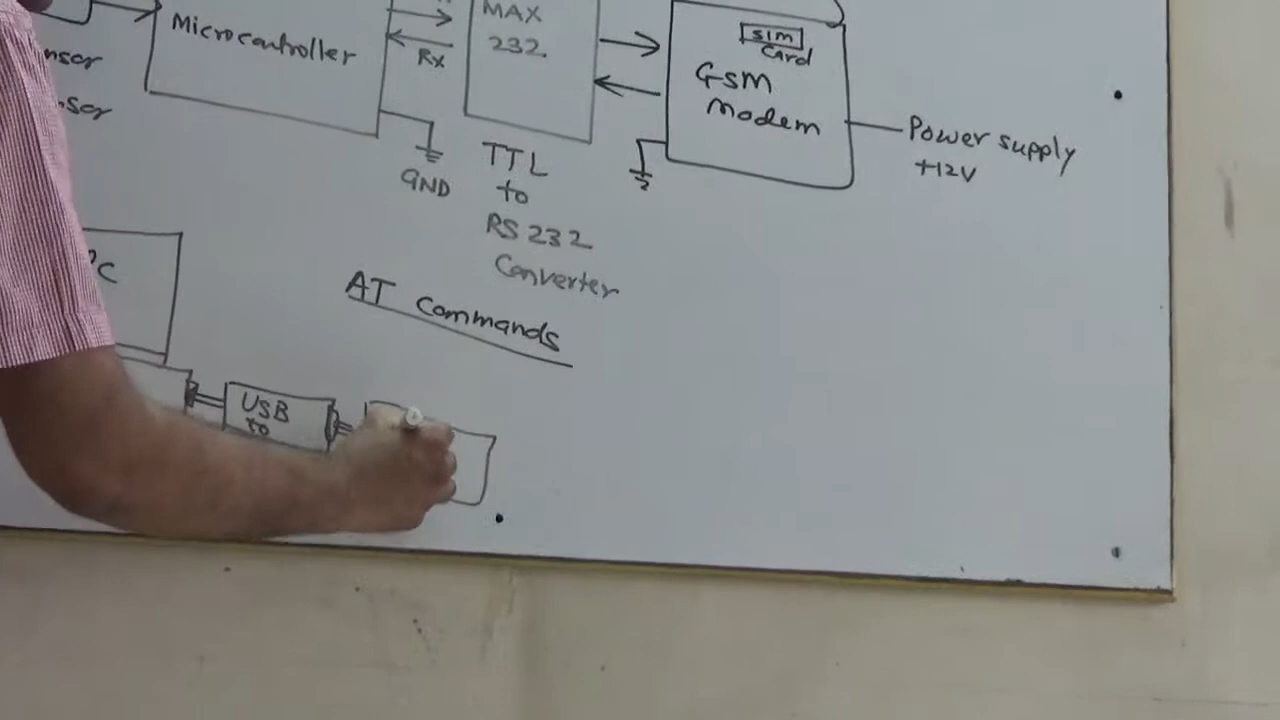 Microcontroller
Rx
MAX
232
sim
Card
GSM
Modem
Power supply
+12V
GND
TTL
to
RS 232
Converter
AT Commands
USB
to